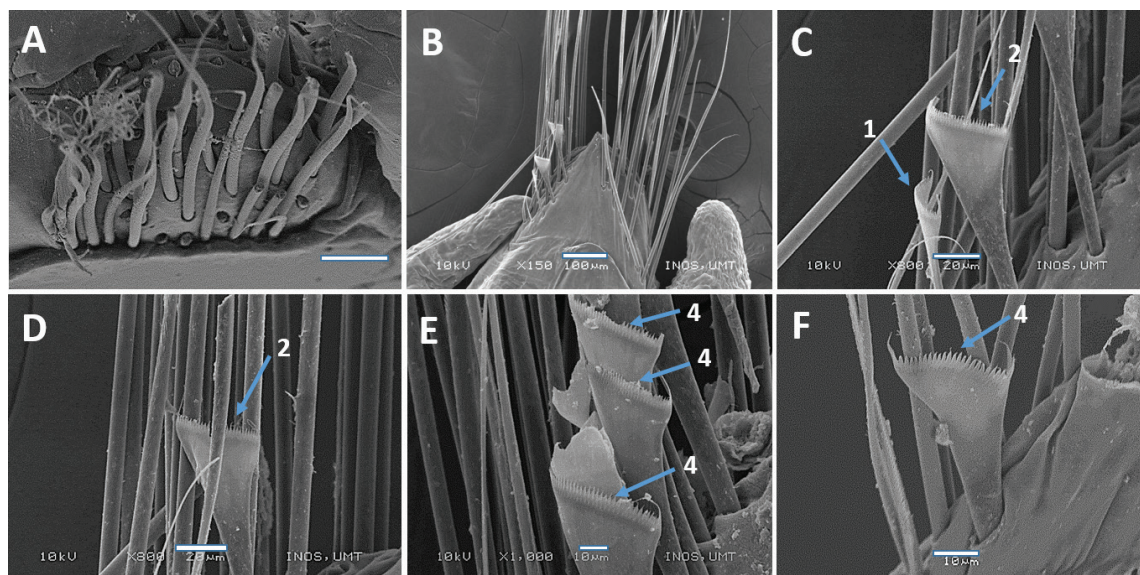 A
B
10kV X150 100µm INOS,UMT
C
1
2
10kV X800 20µm INOS,UMT
D
2
10kV X800 20µm INOS,UMT
E
4
4
4
10kV X1,000 10µm INOS,UMT
F
4
10µm